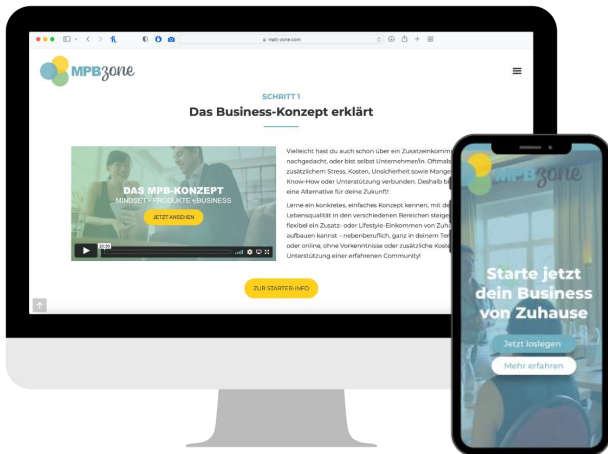 mpb-zone.com
MPBzone
SCHRITT 1
Das Business-Konzept erklärt
Vielleicht hast du auch schon über ein Zusatzeinkomme
nachgedacht, oder bist selbst Unternehmer/in. Oftmals
zusätzlichem Stress, Kosten, Unsicherheit sowie Mange
Know-How oder Unterstützung verbunden. Deshalb b
eine Alternative für deine Zukunft!
Lerne ein konkretes, einfaches Konzept kennen, mit de
Lebensqualität in den verschiedenen Bereichen steige
flexibel ein Zusatz- oder Lifestyle-Einkommen von Zuh
aufbauen kannst – nebenberuflich, ganz in deinem Te
oder online, ohne Vorkenntnisse oder zusätzliche Koste
Unterstützung einer erfahrenen Community!
DAS MPB-KONZEPT
MINDSET • PRODUKTE • BUSINESS
JETZT ANSEHEN
ZUR STARTER-INFO
MPBzone
Starte jetzt
dein Business
von Zuhause
Jetzt loslegen
Mehr erfahren